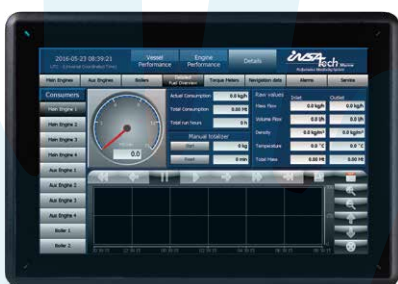 2016-05-23 08:39:21
UTC - (Universal Coordinated Time)
Vessel Performance
Engine Performance
Details
INSATech Marine
Main Engines
Aux Engines
Boilers
Detailed Fuel Overview
Torque Meters
Navigation data
Alarms
Service
Consumers
Main Engine 1
Main Engine 2
Main Engine 3
Main Engine 4
Aux Engine 1
Aux Engine 2
Aux Engine 3
Aux Engine 4
Boiler 1
Boiler 2
0.0
Actual Consumption 0.0 kg/h
Total Consumption 0.00 Mt
Total run hours 0 h
Manual totalizer
Start 0 kg
Reset 0 min
Raw values Inlet Outlet
Mass Flow 0.0 kg/h 0.0 kg/h
Volume Flow 0.0 l/h 0.0 l/h
Density 0.0 kg/m³ 0.0 kg/m³
Temperature 0.0 °C 0.0 °C
Total Mass 0.00 Mt 0.00 Mt